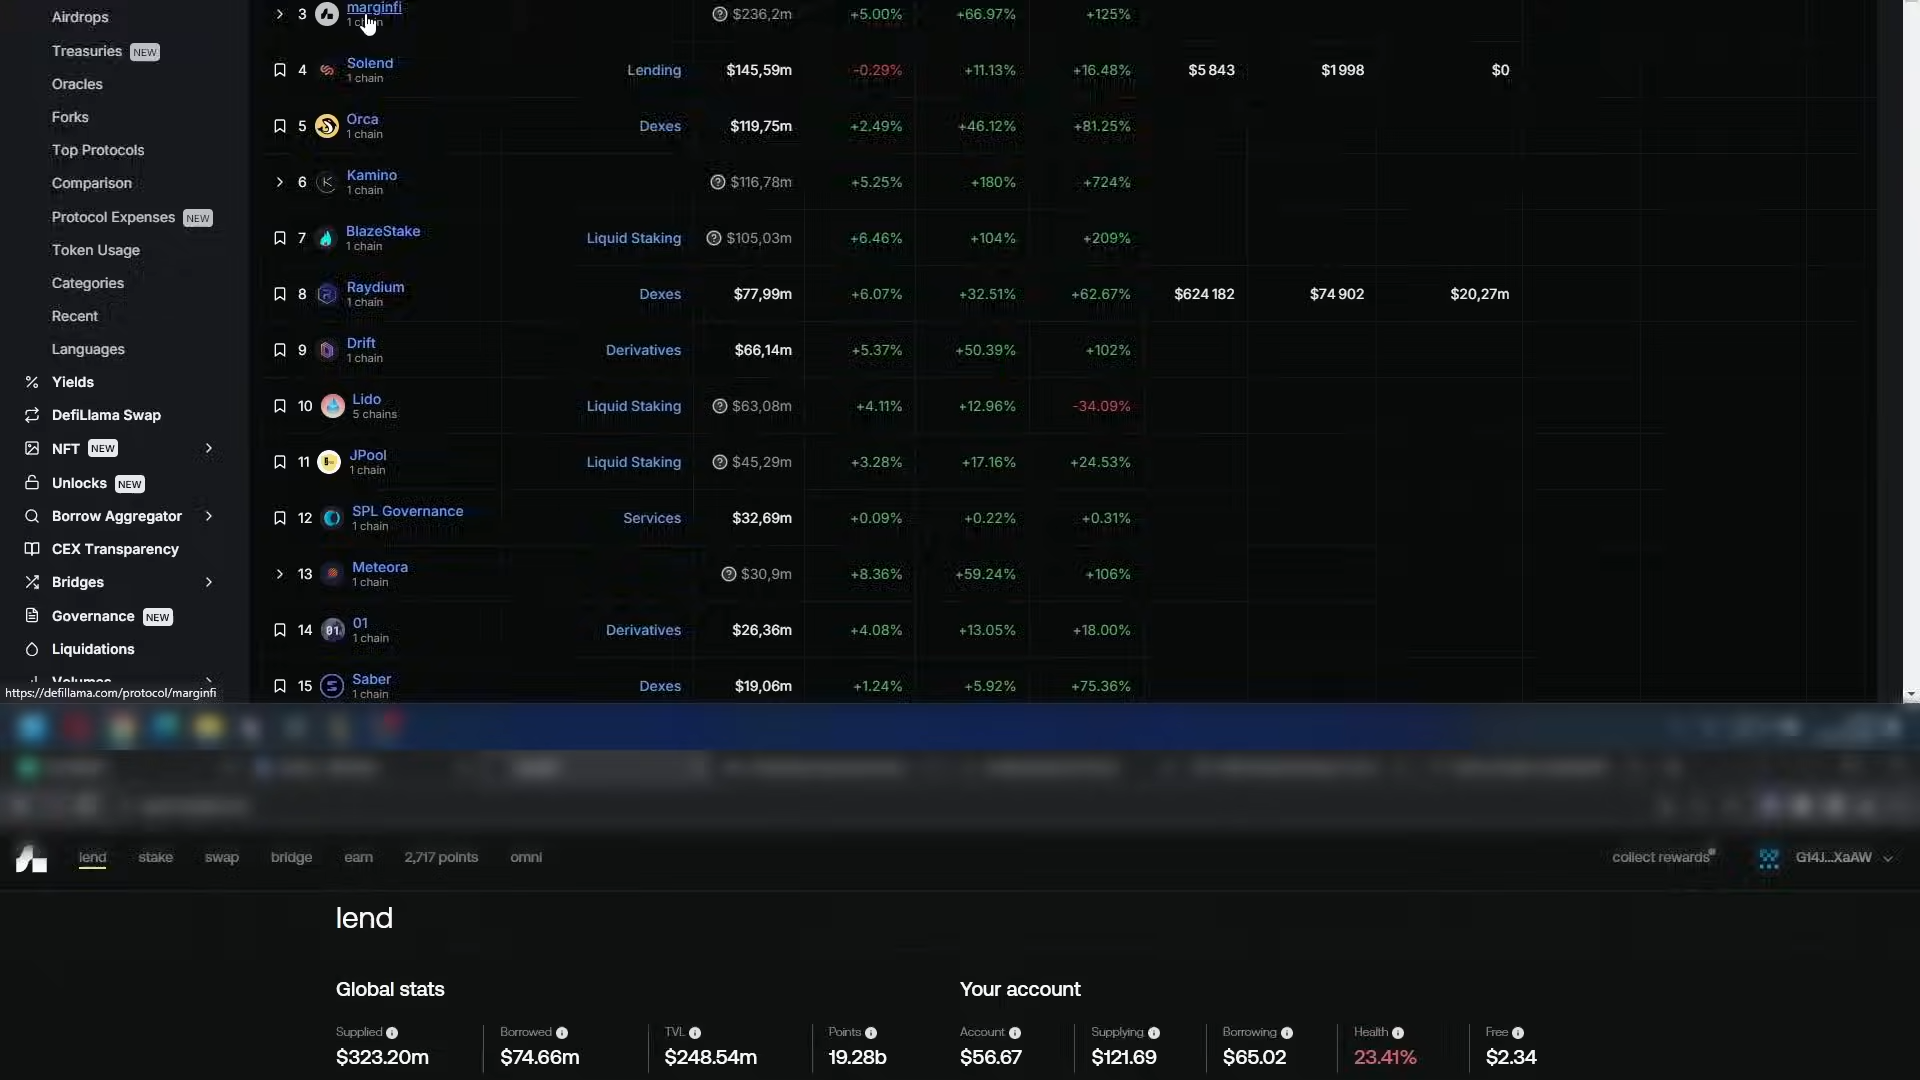 Airdrops
Treasuries NEW
Oracles
Forks
Top Protocols
Comparison
Protocol Expenses NEW
Token Usage
Categories
Recent
Languages
Yields
DefiLlama Swap
NFT NEW
Unlocks NEW
Borrow Aggregator
CEX Transparency
Bridges
Governance NEW
Liquidations
Volumes
https://defillama.com/protocol/marginfi
3 marginfi $236,2m +5.00% +66.97% +125%
1 chain
4 Solend Lending $145,59m -0.29% +11.13% +16.48% $5 843 $1 998 $0
1 chain
5 Orca Dexes $119,75m +2.49% +46.12% +81.25%
1 chain
6 Kamino $116,78m +5.25% +180% +724%
1 chain
7 BlazeStake Liquid Staking $105,03m +6.46% +104% +209%
1 chain
8 Raydium Dexes $77,99m +6.07% +32.51% +62.67% $624 182 $74 902 $20,27m
1 chain
9 Drift Derivatives $66,14m +5.37% +50.39% +102%
1 chain
10 Lido Liquid Staking $63,08m +4.11% +12.96% -34.09%
5 chains
11 JPool Liquid Staking $45,29m +3.28% +17.16% +24.53%
1 chain
12 SPL Governance Services $32,69m +0.09% +0.22% +0.31%
1 chain
13 Meteora $30,9m +8.36% +59.24% +106%
1 chain
14 01 Derivatives $26,36m +4.08% +13.05% +18.00%
1 chain
15 Saber Dexes $19,06m +1.24% +5.92% +75.36%
1 chain
lend stake swap bridge earn 2,717 points omni collect rewards G14J...XaAW
lend
Global stats
Supplied Borrowed TVL Points
$323.20m $74.66m $248.54m 19.28b
Your account
Account Supplying Borrowing Health Free
$56.67 $121.69 $65.02 23.41% $2.34